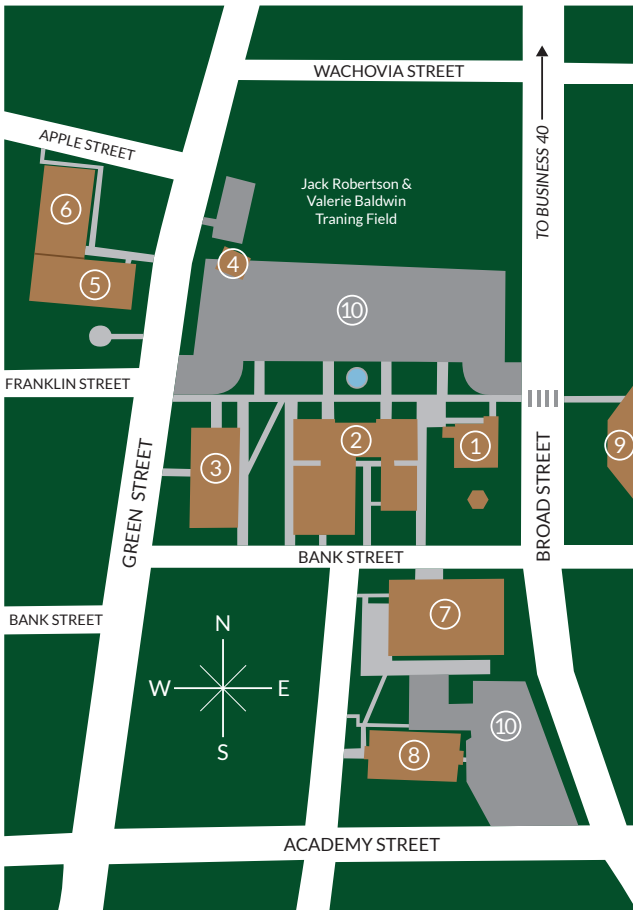 WACHOVIA STREET
TO BUSINESS 40
APPLE STREET
Jack Robertson &
Valerie Baldwin
Traning Field
6
4
5
10
FRANKLIN STREET
2
1
9
3
GREEN STREET
BROAD STREET
BANK STREET
7
BANK STREET
N
W
E
S
10
8
ACADEMY STREET